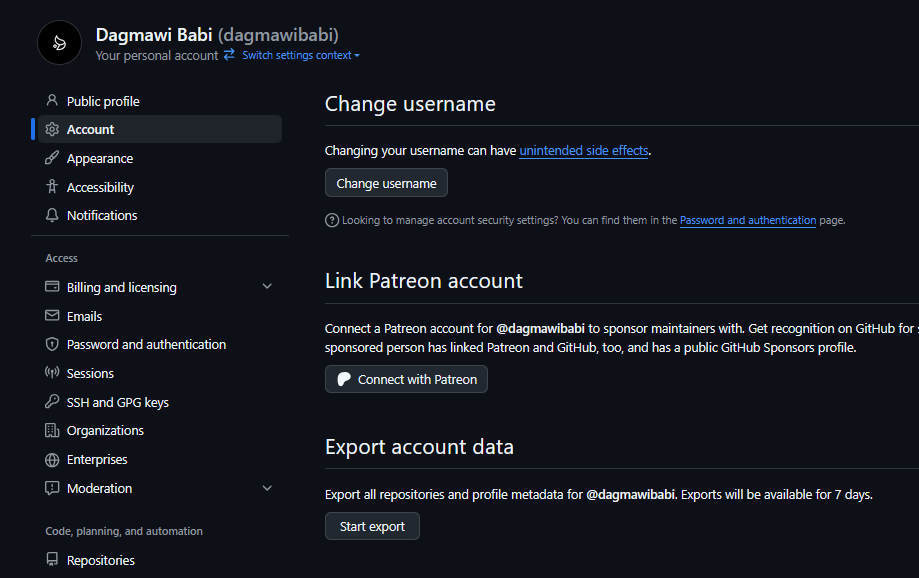 Dagmawi Babi (dagmawibabi)
Your personal account Switch settings context
Public profile
Account
Appearance
Accessibility
Notifications
Access
Billing and licensing
Emails
Password and authentication
Sessions
SSH and GPG keys
Organizations
Enterprises
Moderation
Code, planning, and automation
Repositories
Change username
Changing your username can have unintended side effects.
Change username
Looking to manage account security settings? You can find them in the Password and authentication page.
Link Patreon account
Connect a Patreon account for @dagmawibabi to sponsor maintainers with. Get recognition on GitHub for
sponsored person has linked Patreon and GitHub, too, and has a public GitHub Sponsors profile.
Connect with Patreon
Export account data
Export all repositories and profile metadata for @dagmawibabi. Exports will be available for 7 days.
Start export